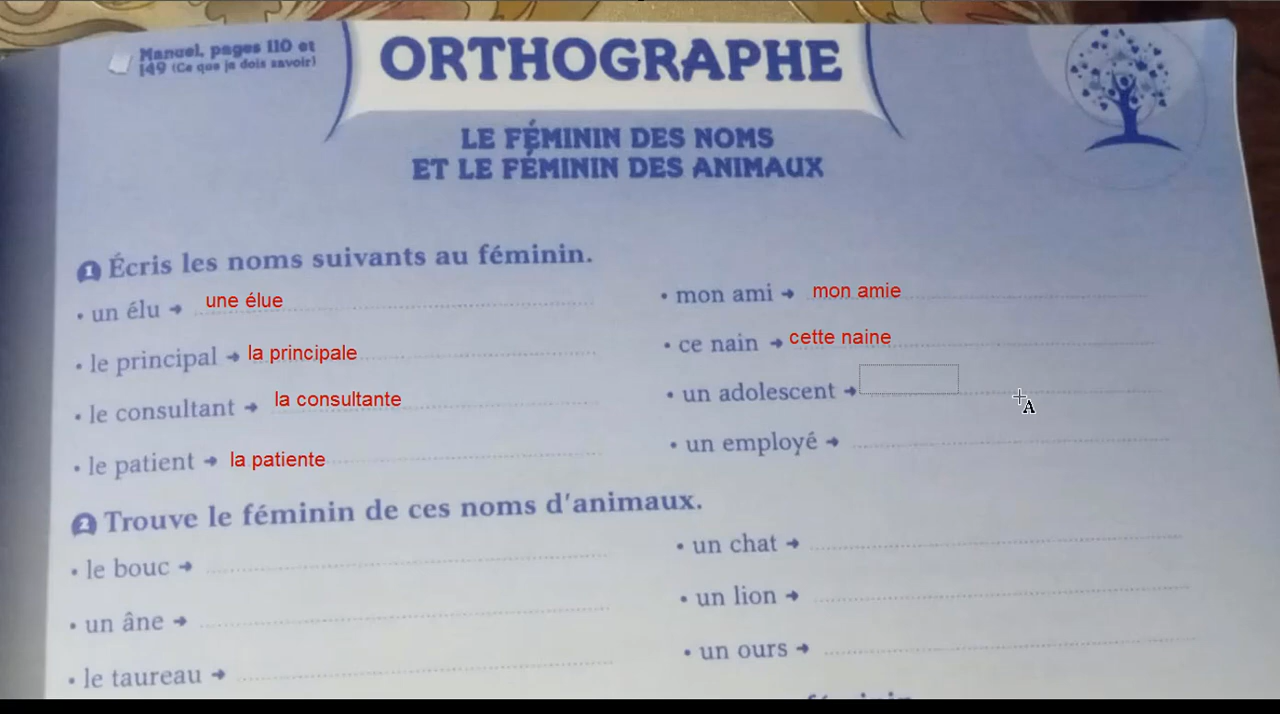 Manuel, pages 110 et
149 (Ce que je dois savoir)
ORTHOGRAPHE
LE FÉMININ DES NOMS
ET LE FÉMININ DES ANIMAUX
1 Écris les noms suivants au féminin.
• un élu → une élue
• le principal → la principale
• le consultant → la consultante
• le patient → la patiente
• mon ami → mon amie
• ce nain → cette naine
• un adolescent →
A
• un employé →
2 Trouve le féminin de ces noms d'animaux.
• le bouc →
• un âne →
• le taureau →
• un chat →
• un lion →
• un ours →